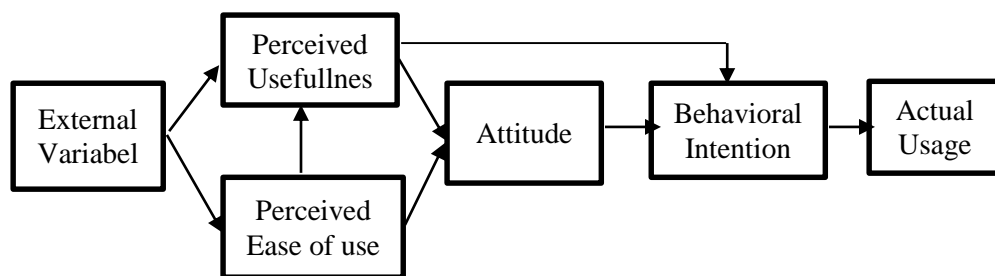 External
Variabel
Perceived
Usefullnes
Perceived
Ease of use
Attitude
Behavioral
Intention
Actual
Usage